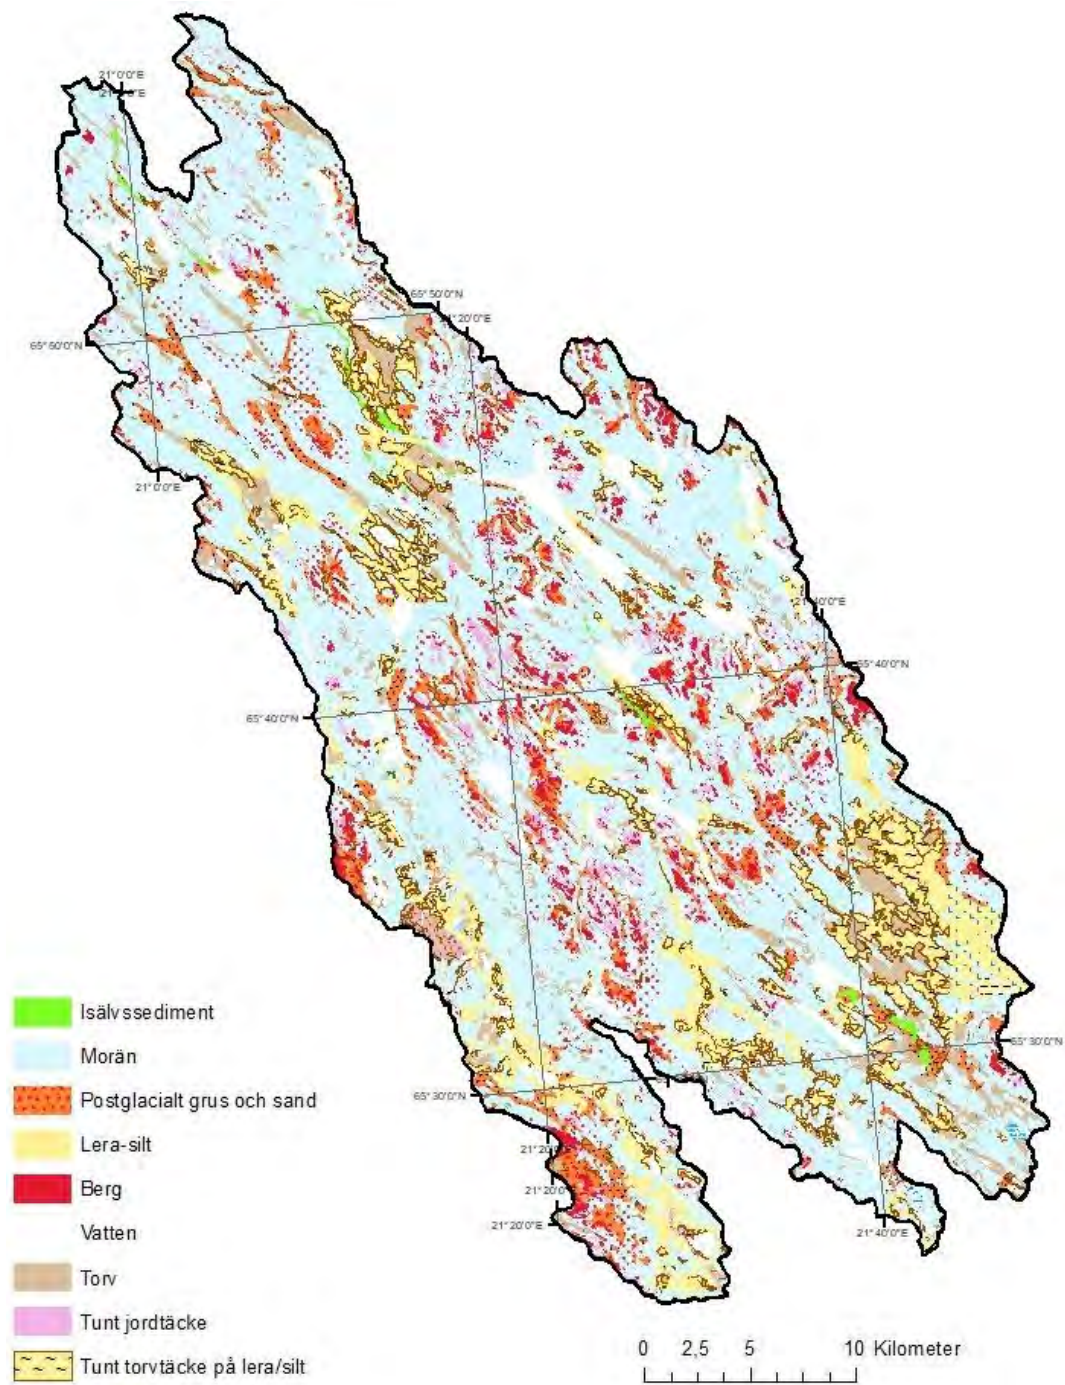 21°0'0"E
65°50'0"N
65°50'0"N
21°0'0"E
21°40'0"E
65°40'0"N
65°40'0"N
Isälvssediment
Morän
65°30'0"N
Postglacialt grus och sand
65°30'0"N
Lera-silt
Berg
21°20'0"E
Vatten
21°40'0"E
Torv
Tunt jordtäcke
0 2,5 5 10 Kilometer
Tunt torvtäcke på lera/silt